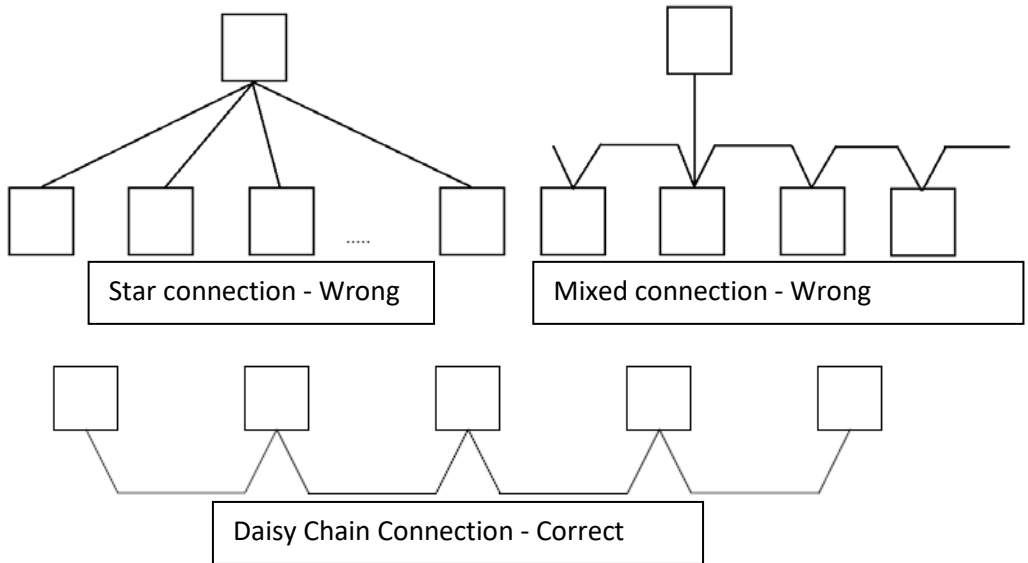 .....
Star connection - Wrong
Mixed connection - Wrong
Daisy Chain Connection - Correct